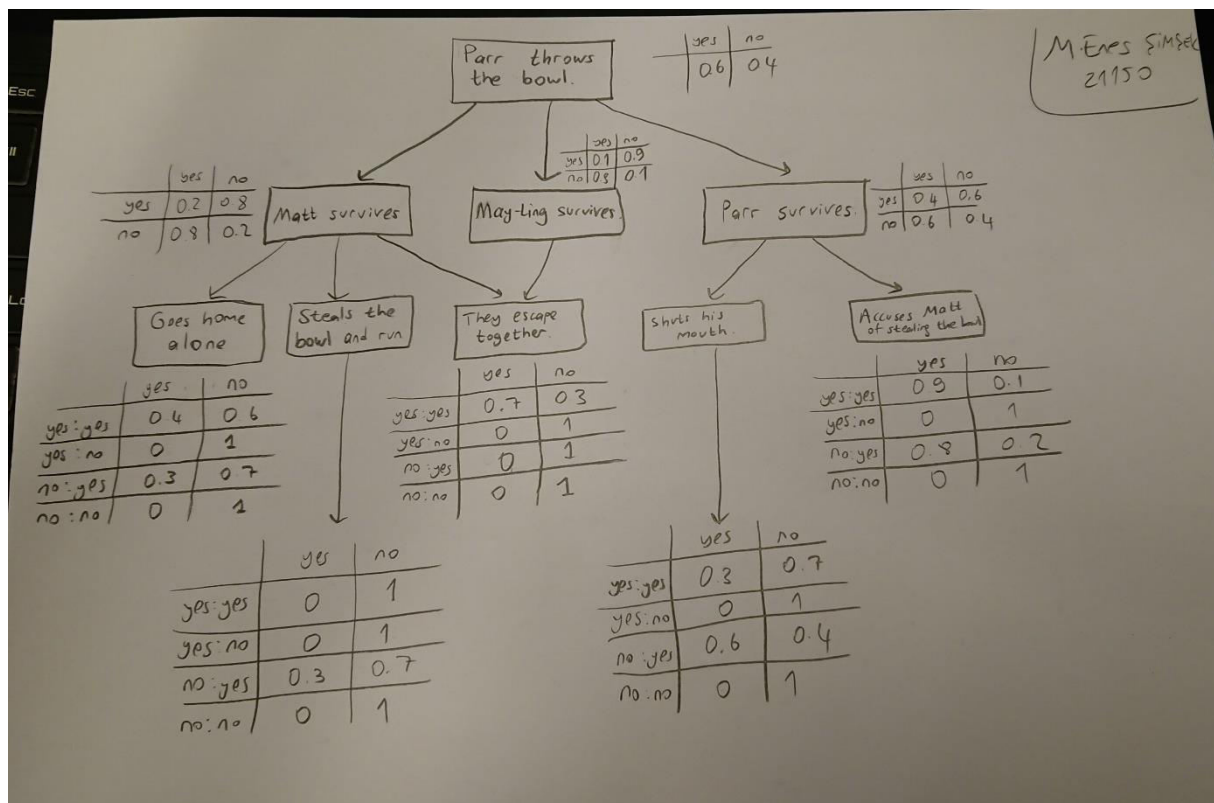 Parr throws
the bowl.
yes no
0.6 0.4
M.Enes ŞİMŞEK
21150
Esc
yes no
yes 0.1 0.9
no 0.9 0.1
yes no
yes 0.2 0.8
no 0.8 0.2
Matt survives
May-Ling survives.
Parr survives.
yes no
yes 0.4 0.6
no 0.6 0.4
Goes home
alone
Steals the
bowl and run
They escape
together.
Shuts his
mouth.
Accuses Matt
of stealing the bowl
yes no
yes:yes 0.4 0.6
yes:no 0 1
no:yes 0.3 0.7
no:no 0 1
yes no
yes:yes 0.7 0.3
yes:no 0 1
no:yes 0 1
no:no 0 1
yes no
yes:yes 0.9 0.1
yes:no 0 1
no:yes 0.8 0.2
no:no 0 1
yes no
yes:yes 0 1
yes:no 0 1
no:yes 0.3 0.7
no:no 0 1
yes no
yes:yes 0.3 0.7
yes:no 0 1
no:yes 0.6 0.4
no:no 0 1